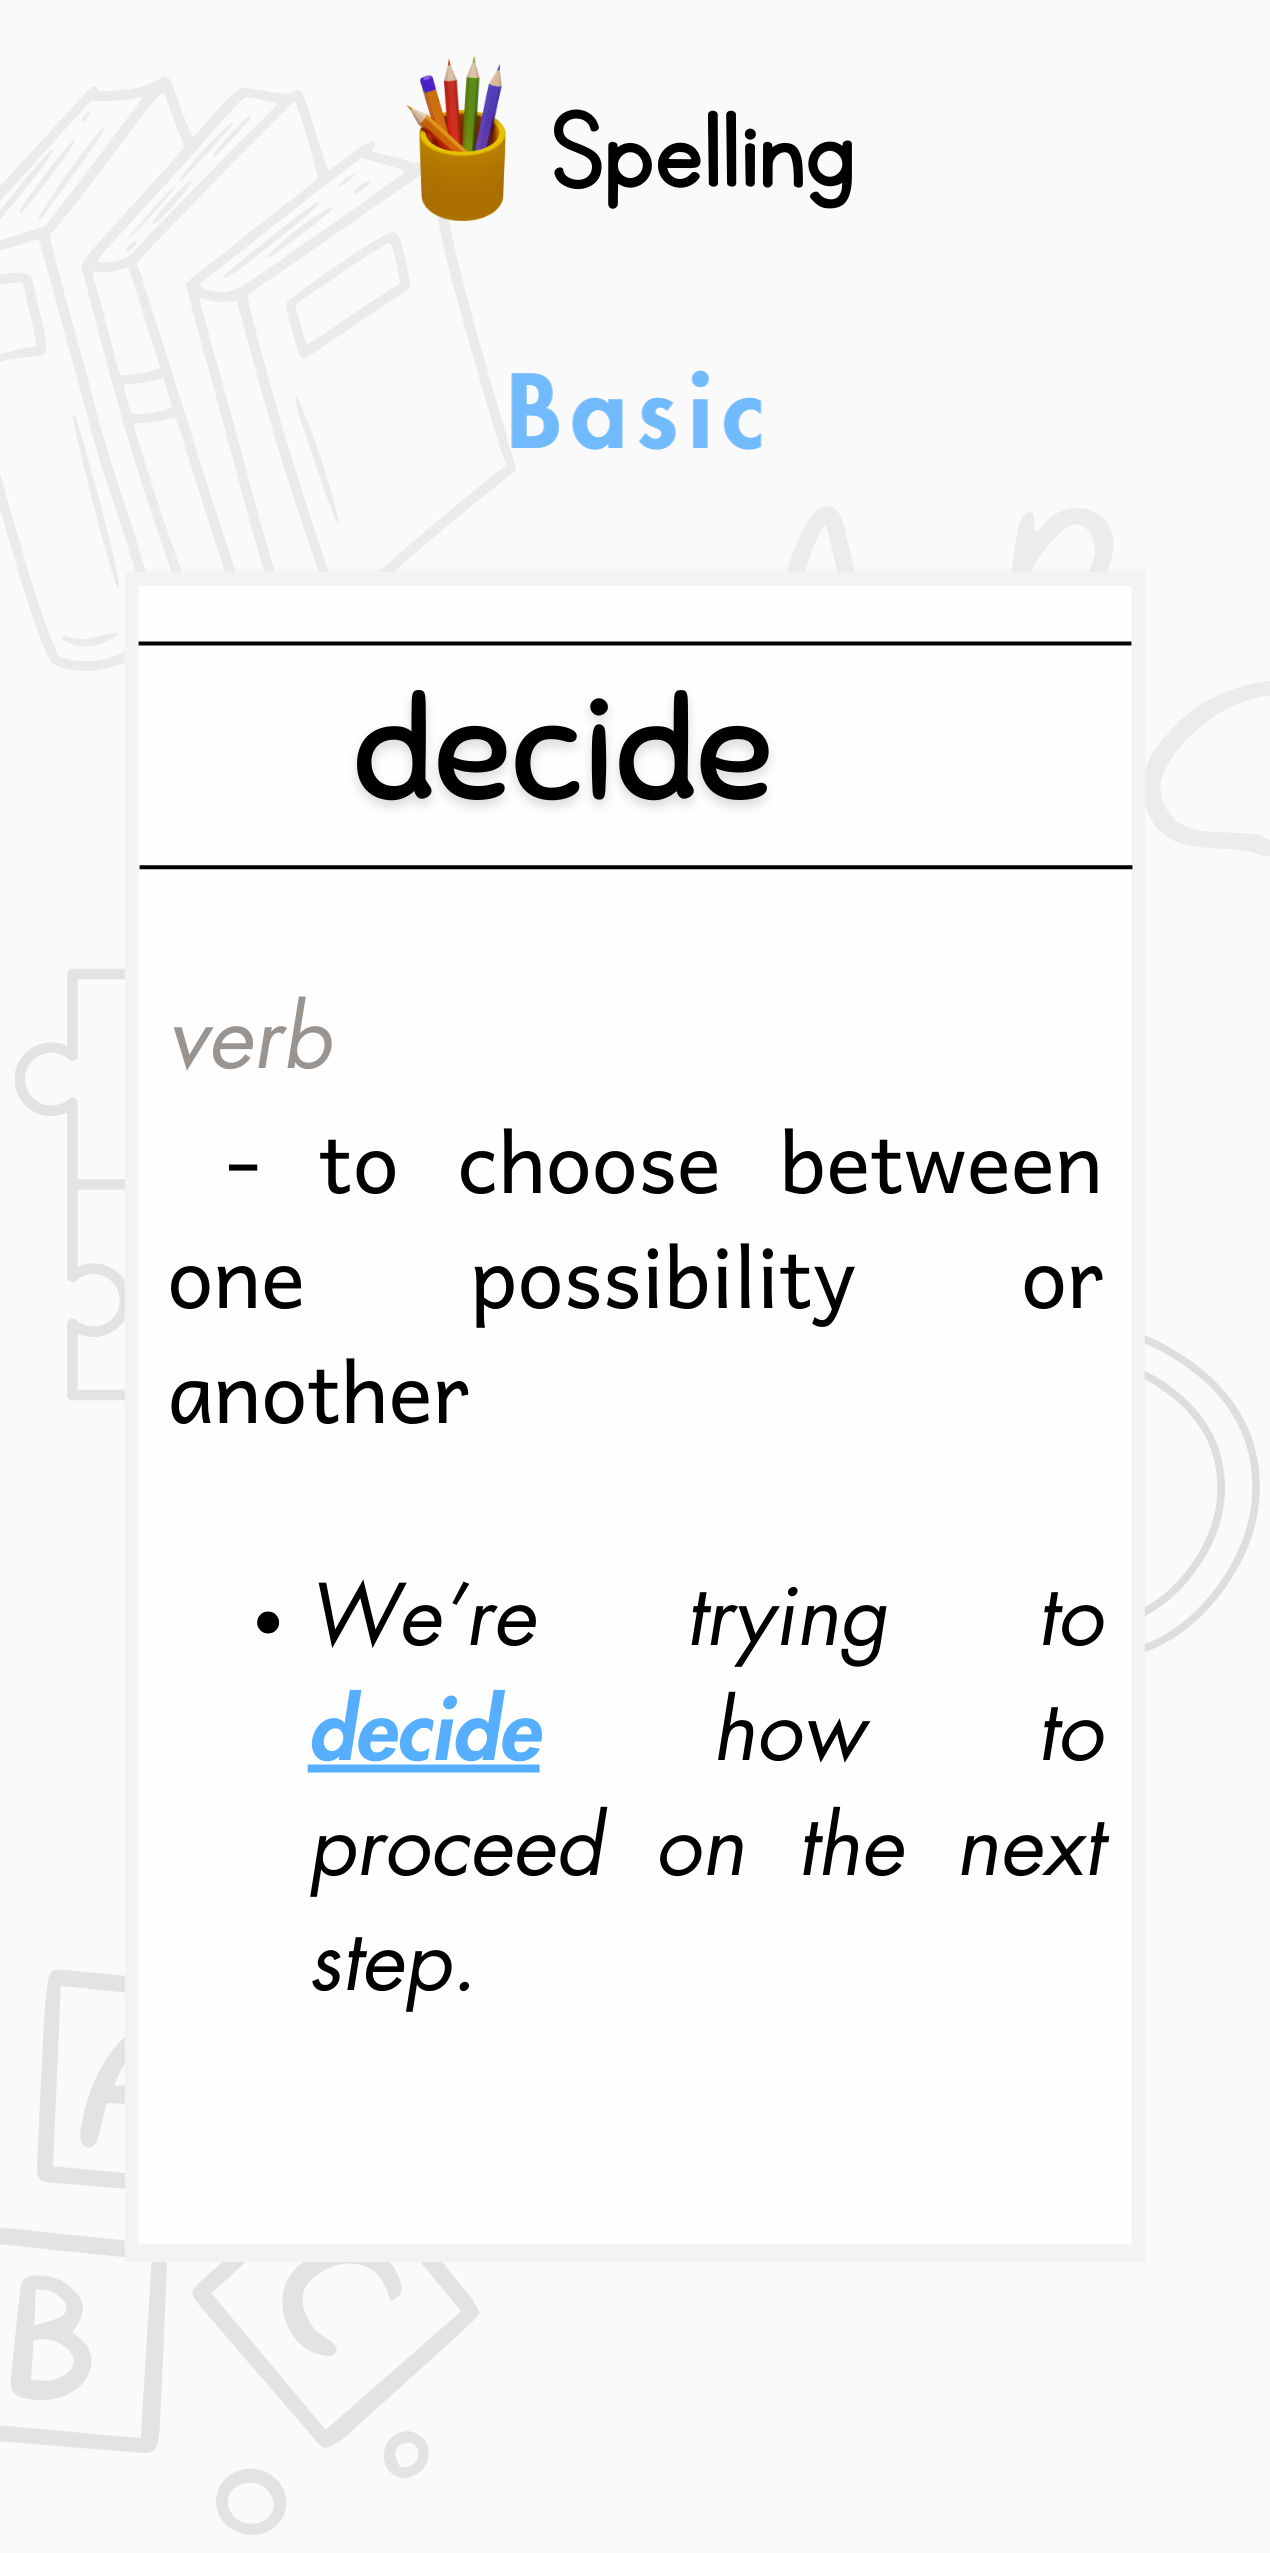 Spelling
Basic
decide
verb
- to choose between
one possibility or
another
• We’re trying to
decide how to
proceed on the next
step.
A
B
C